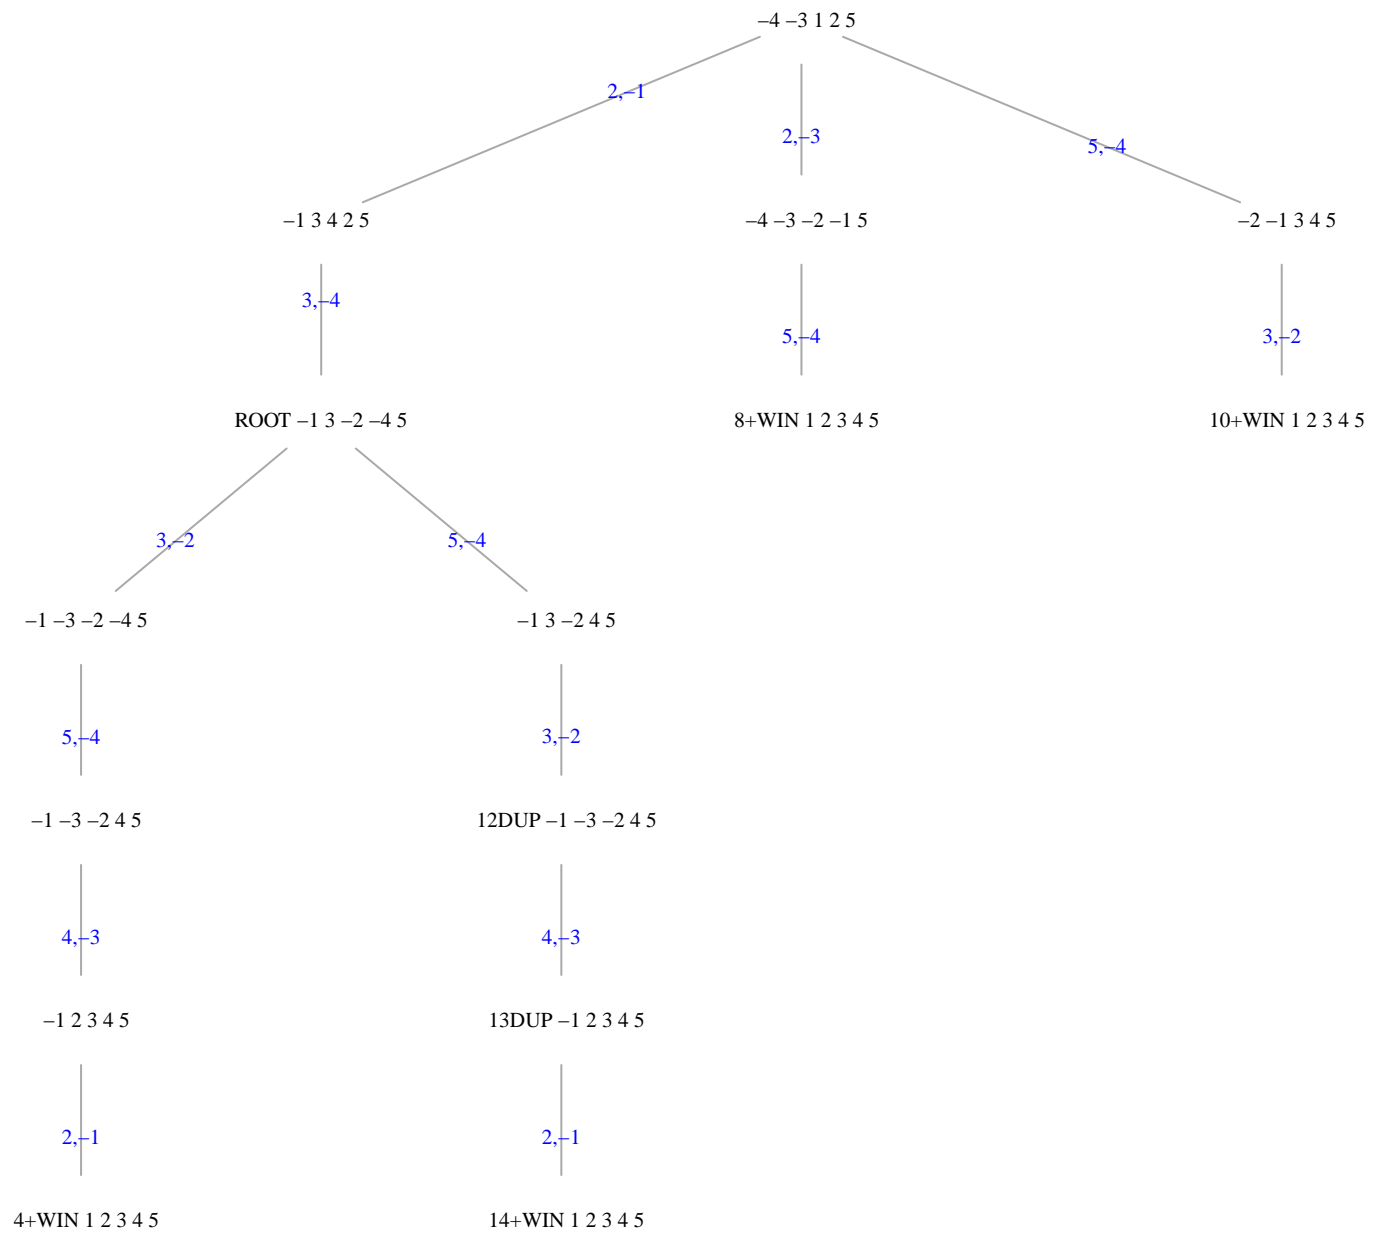 –4 –3 1 2 5
2,–1
2,–3
5,–4
–1 3 4 2 5
–4 –3 –2 –1 5
–2 –1 3 4 5
3,–4
5,–4
3,–2
ROOT –1 3 –2 –4 5
8+WIN 1 2 3 4 5
10+WIN 1 2 3 4 5
3,–2
5,–4
–1 –3 –2 –4 5
–1 3 –2 4 5
5,–4
3,–2
–1 –3 –2 4 5
12DUP –1 –3 –2 4 5
4,–3
4,–3
–1 2 3 4 5
13DUP –1 2 3 4 5
2,–1
2,–1
4+WIN 1 2 3 4 5
14+WIN 1 2 3 4 5